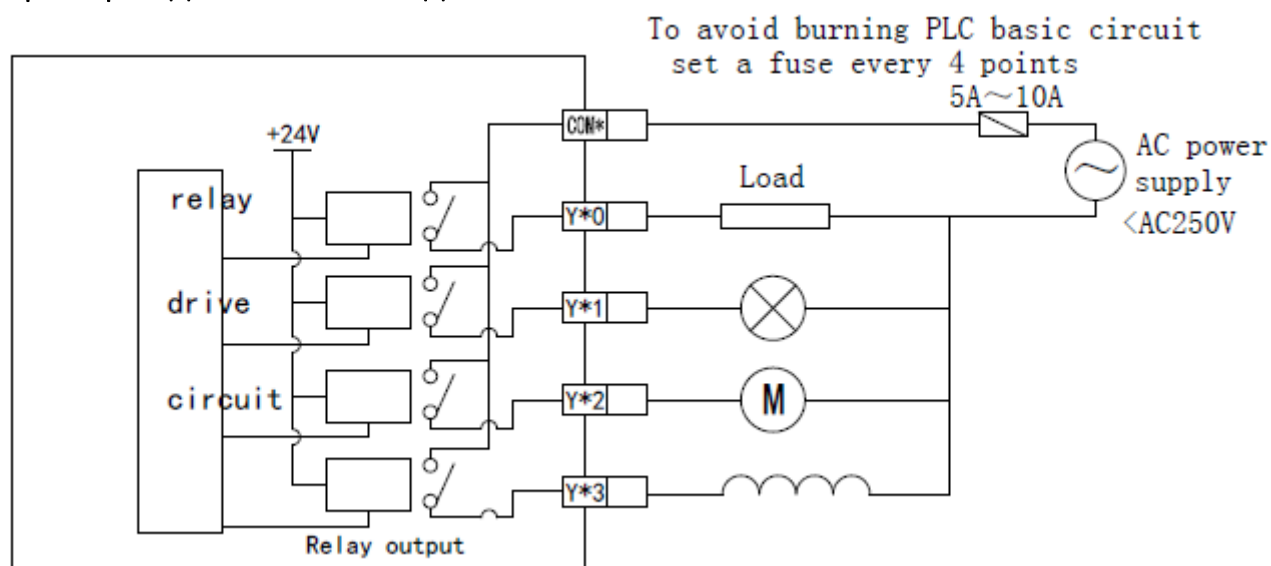 To avoid burning PLC basic circuit
set a fuse every 4 points
5A～10A
CON*
+24V
AC power
supply
<AC250V
Load
relay
Y*0
drive
Y*1
circuit
Y*2
M
Y*3
Relay output